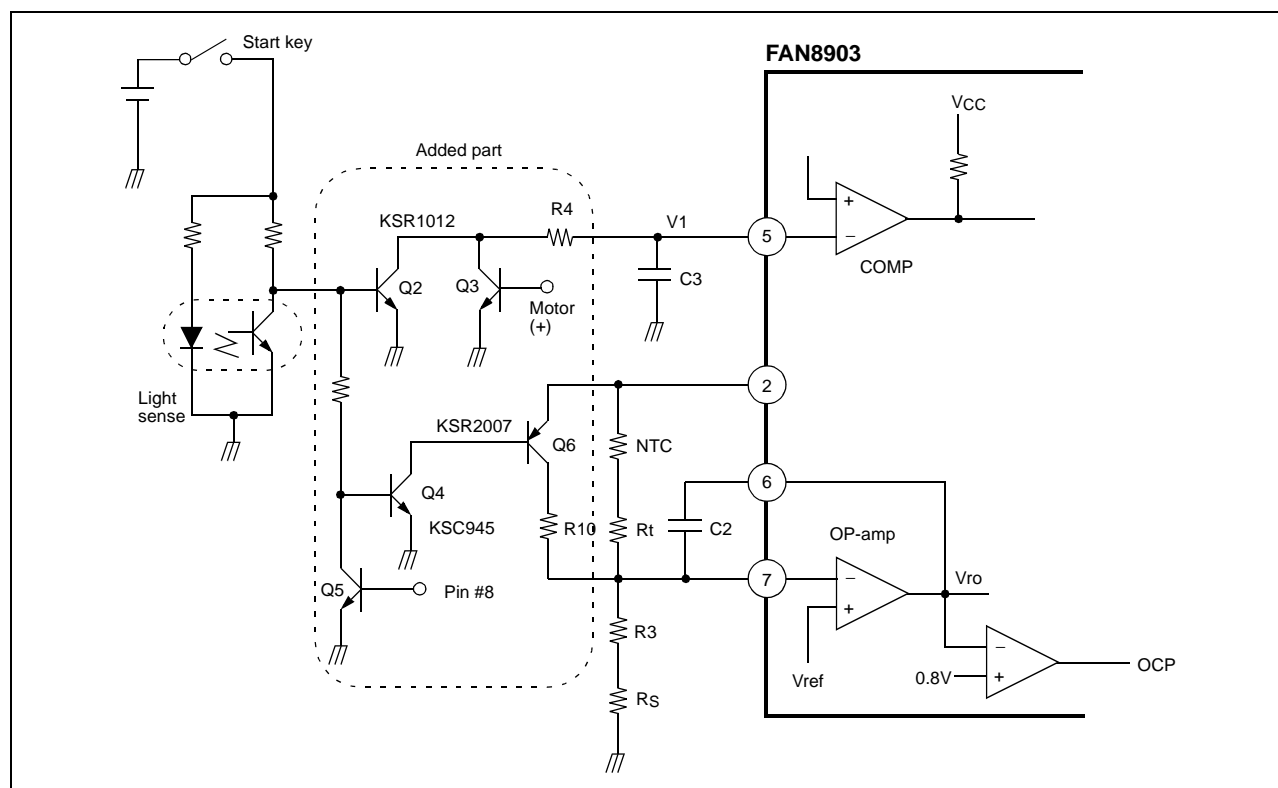 Start key
FAN8903
VCC
Added part
KSR1012
R4
V1
5
+
−
COMP
Q2
Q3
C3
Motor
(+)
Light
sense
2
KSR2007
Q6
NTC
6
Q4
KSC945
R10
Rt
C2
OP-amp
7
−
+
Vro
Q5
Pin #8
R3
Vref
−
0.8V
+
OCP
RS